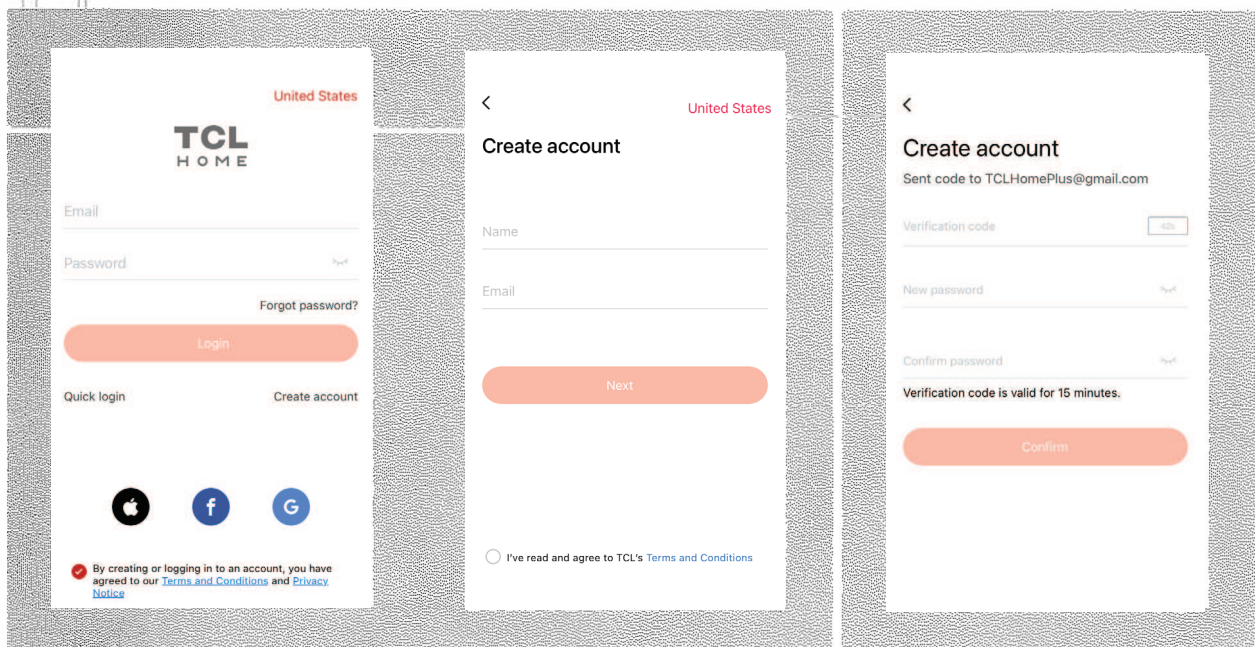 United States
TCL
HOME
Email
Password
Forgot password?
Login
Quick login
Create account
f
G
By creating or logging in to an account, you have
agreed to our Terms and Conditions and Privacy
Notice
United States
Create account
Name
Email
Next
I've read and agree to TCL's Terms and Conditions
Create account
Sent code to TCLHomePlus@gmail.com
Verification code
42s
New password
Confirm password
Verification code is valid for 15 minutes.
Confirm